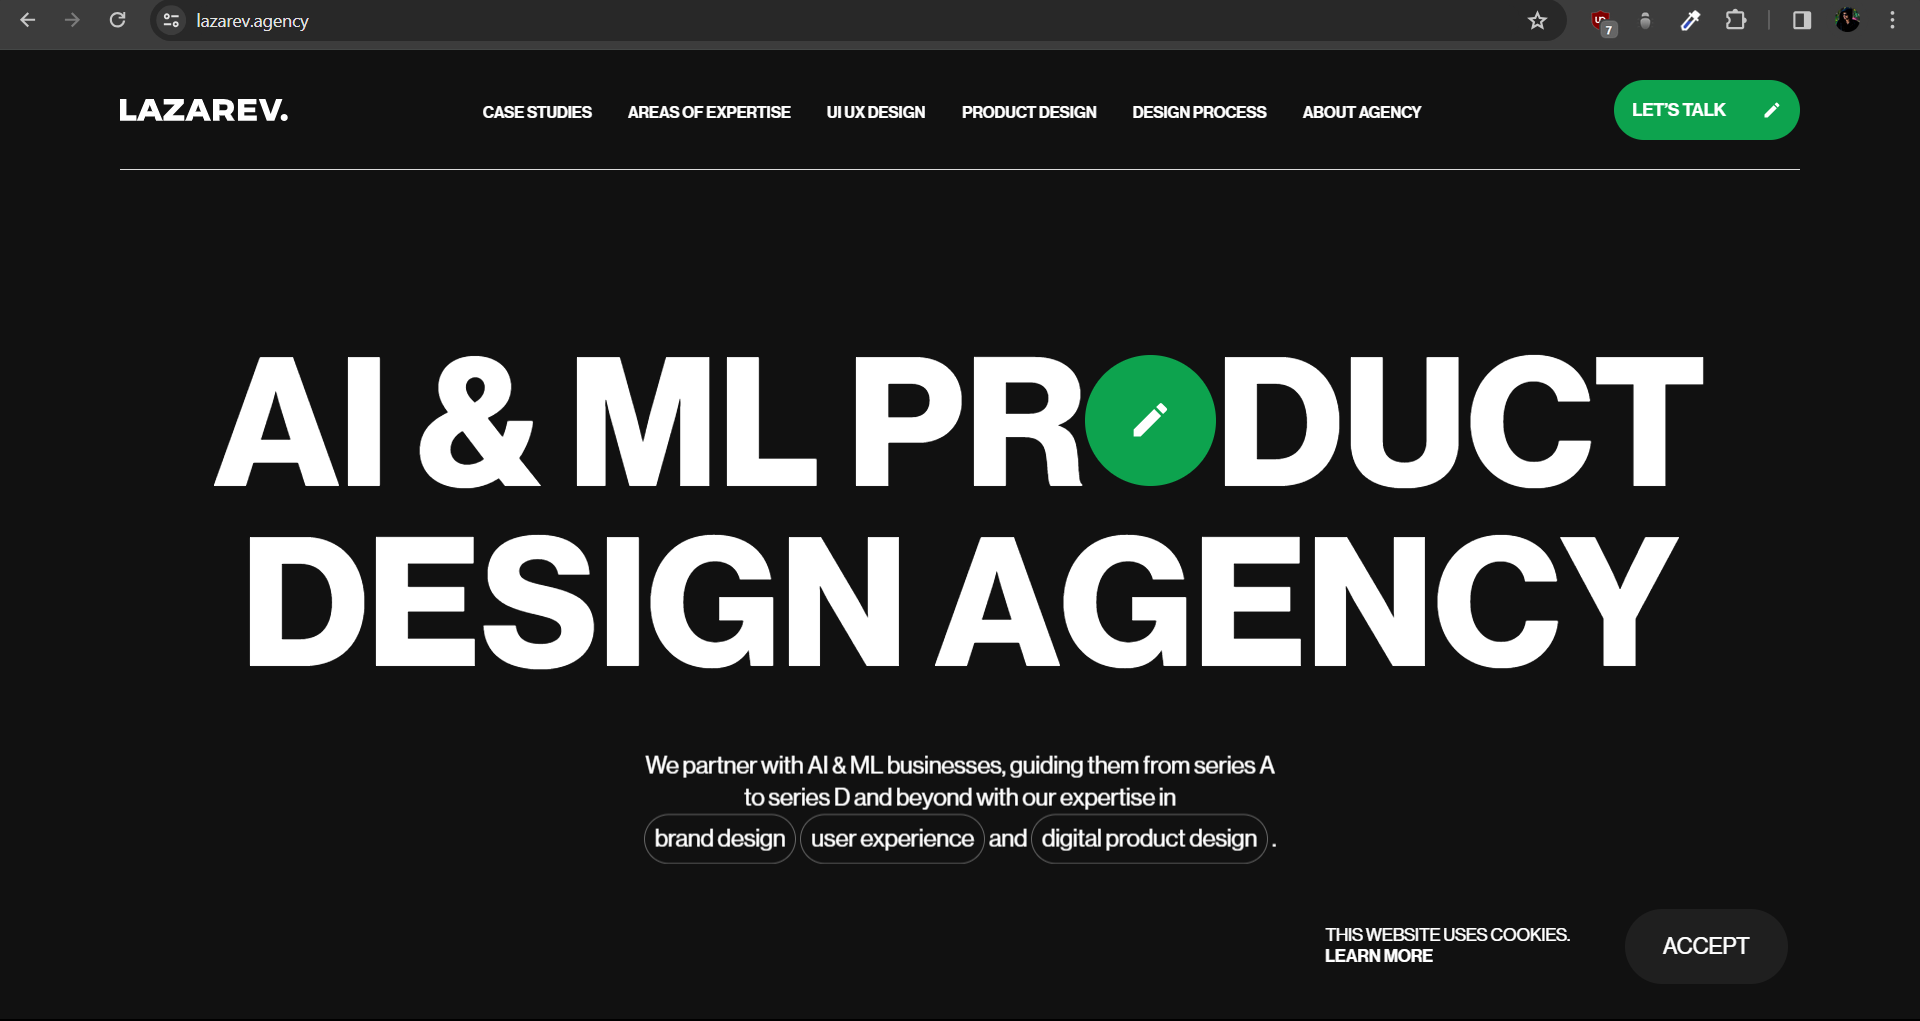 lazarev.agency
7
LAZAREV.
CASE STUDIES
AREAS OF EXPERTISE
UI UX DESIGN
PRODUCT DESIGN
DESIGN PROCESS
ABOUT AGENCY
LET'S TALK
AI & ML PRODUCT
DESIGN AGENCY
We partner with AI & ML businesses, guiding them from series A
to series D and beyond with our expertise in
brand design user experience and digital product design .
THIS WEBSITE USES COOKIES.
LEARN MORE
ACCEPT